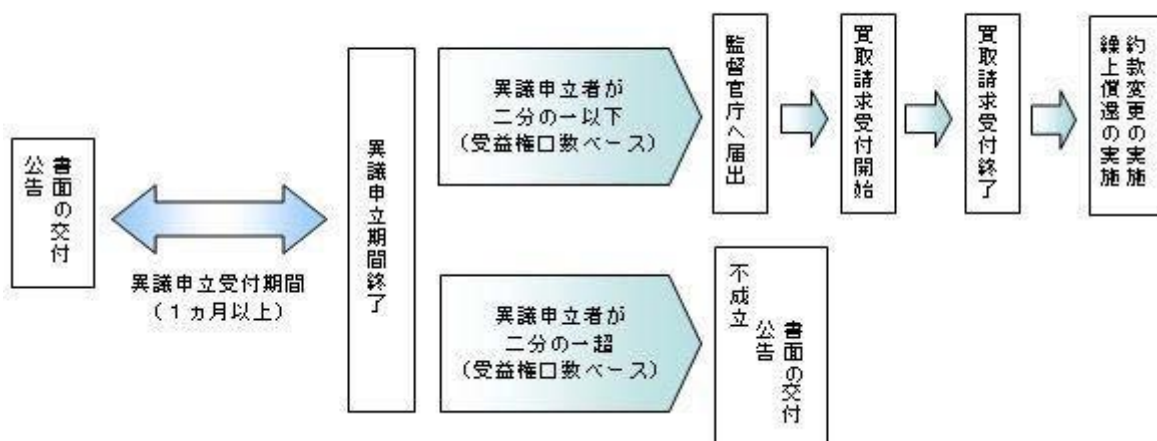 書面の交付
公告
異議申立受付期間
（１ヵ月以上）
異議申立期間終了
異議申立者が
二分の一以下
（受益権口数ベース）
監督官庁へ届出
買取請求受付開始
買取請求受付終了
約款変更の実施
繰上償還の実施
異議申立者が
二分の一超
（受益権口数ベース）
書面の交付
公告
不成立